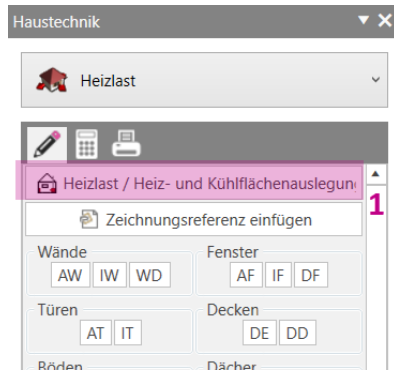 Haustechnik
Heizlast
Heizlast / Heiz- und Kühlflächenauslegun
1
Zeichnungsreferenz einfügen
Wände Fenster
AW IW WD AF IF DF
Türen Decken
AT IT DE DD
Böden Dächer